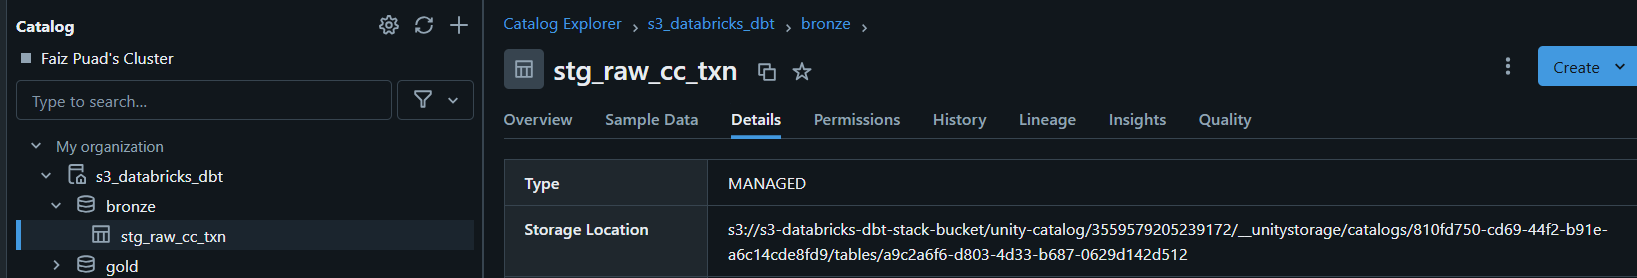 Catalog
Faiz Puad's Cluster
Type to search...
My organization
s3_databricks_dbt
bronze
stg_raw_cc_txn
gold
Catalog Explorer > s3_databricks_dbt > bronze >
stg_raw_cc_txn
Create
Overview Sample Data Details Permissions History Lineage Insights Quality
Type MANAGED
Storage Location s3://s3-databricks-dbt-stack-bucket/unity-catalog/3559579205239172/__unitystorage/catalogs/810fd750-cd69-44f2-b91e-
a6c14cde8fd9/tables/a9c2a6f6-d803-4d33-b687-0629d142d512